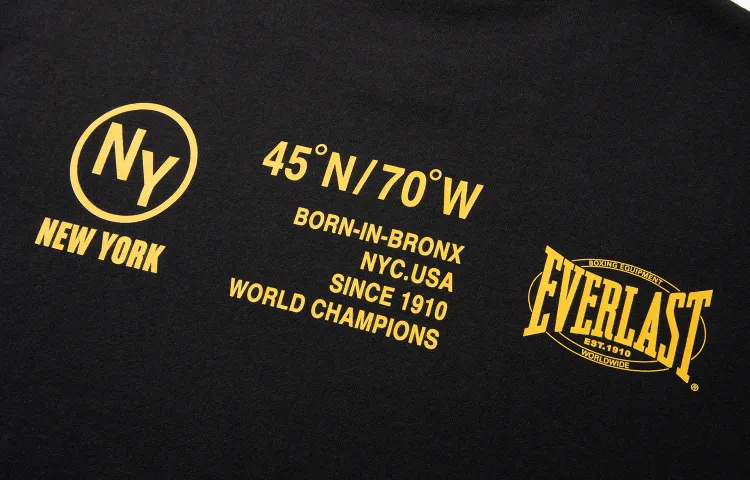 NY
NEW YORK
45°N/70°W
BORN-IN-BRONX
NYC.USA
SINCE 1910
WORLD CHAMPIONS
BOXING EQUIPMENT
EVERLAST
EST.1910
WORLDWIDE
®